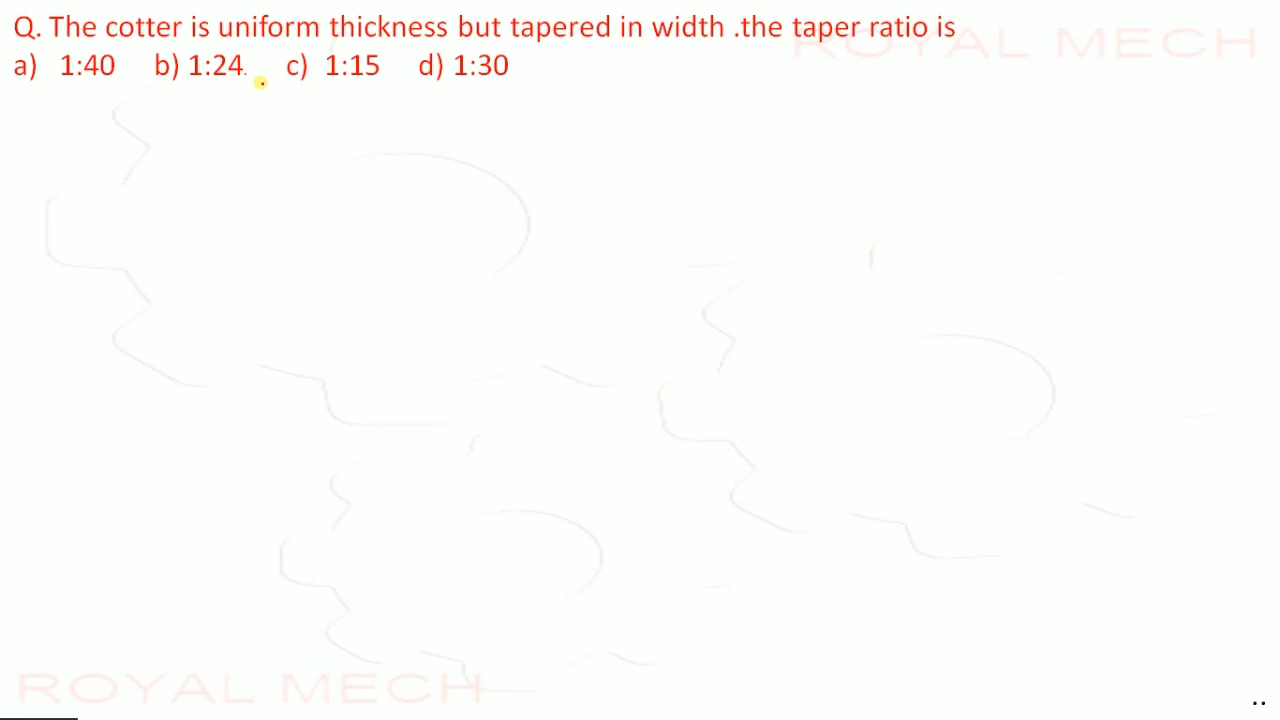 Q. The cotter is uniform thickness but tapered in width .the taper ratio is
ROYAL MECH
a) 1:40 b) 1:24. c) 1:15 d) 1:30
ROYAL MECH
..